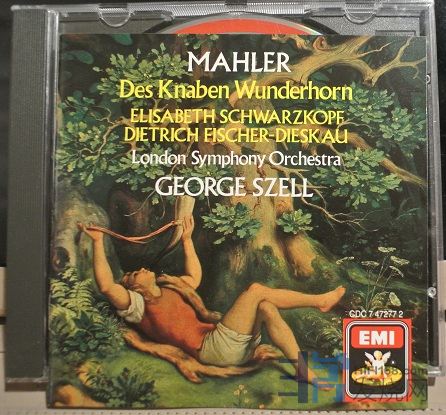 MAHLER
Des Knaben Wunderhorn
ELISABETH SCHWARZKOPF
DIETRICH FISCHER-DIESKAU
London Symphony Orchestra
GEORGE SZELL
CDC 7 47277 2
EMI